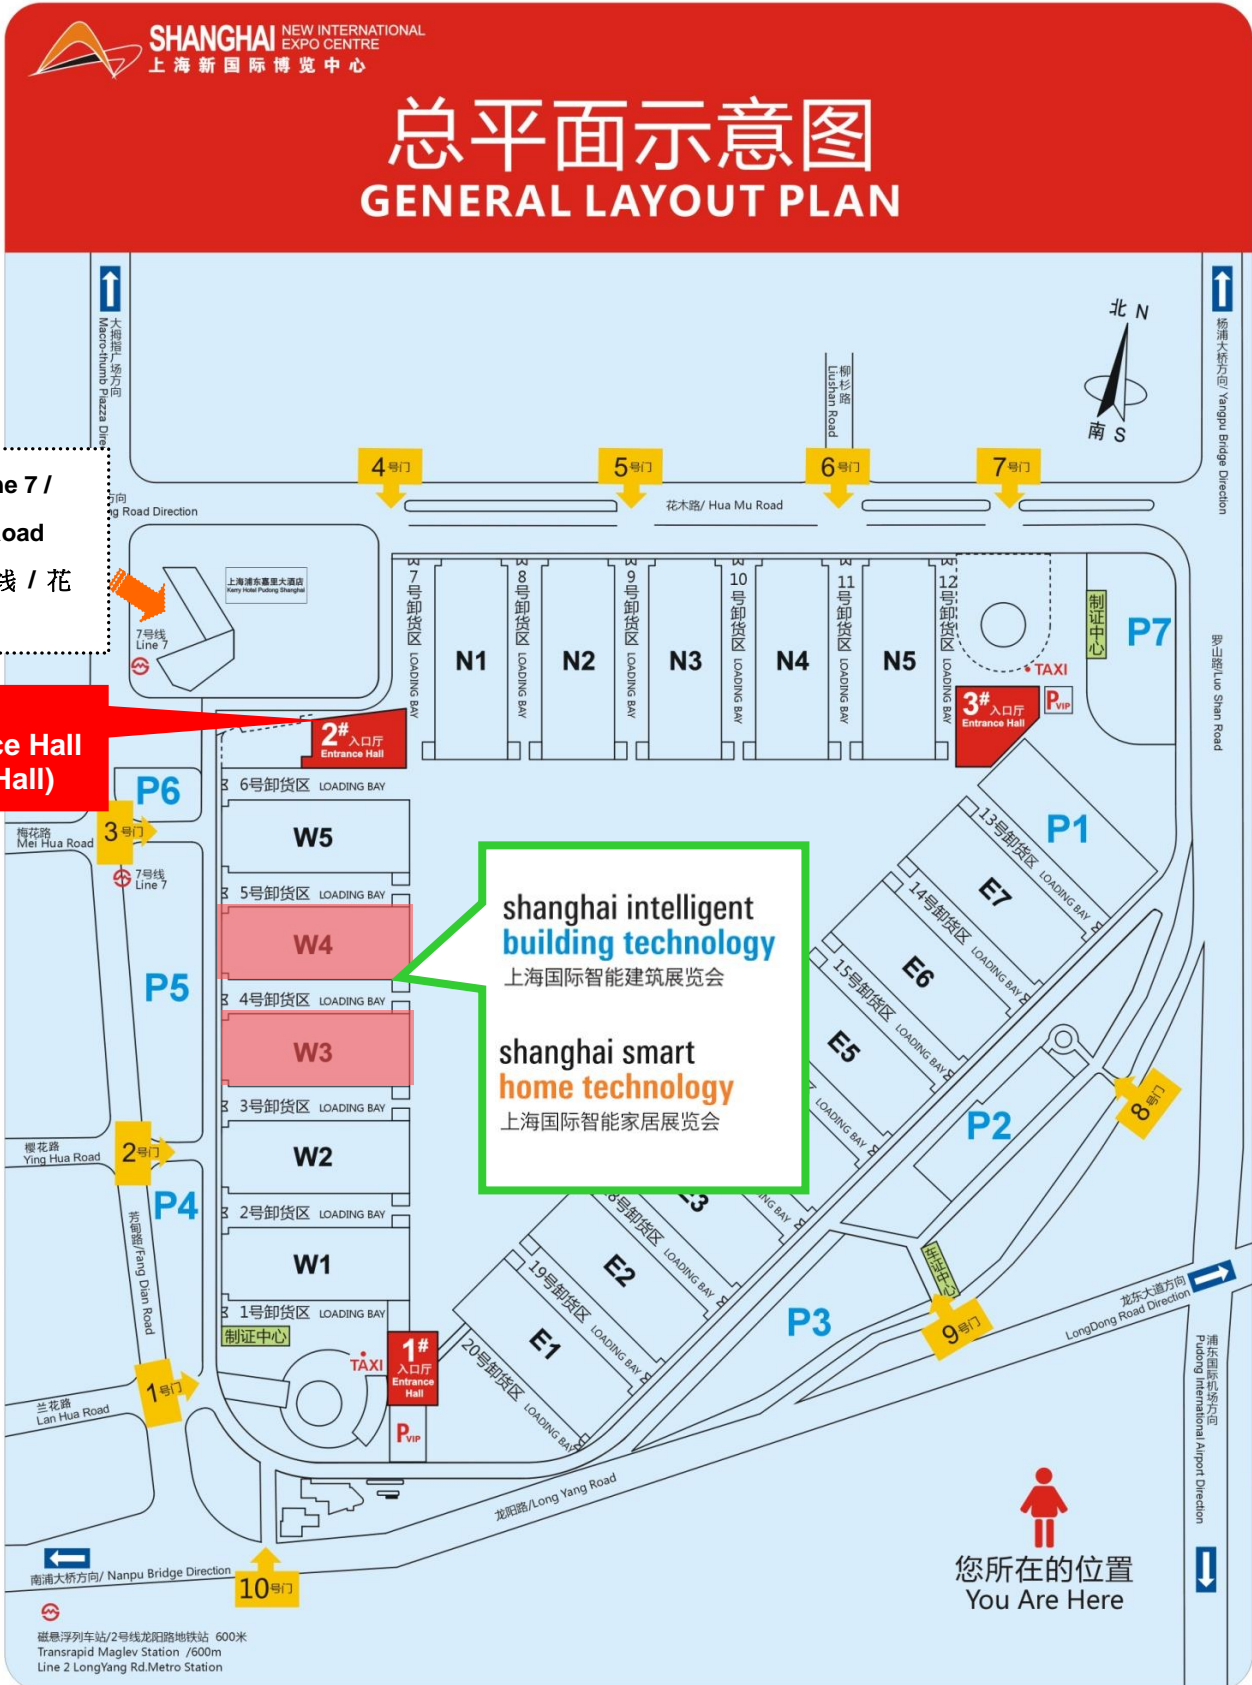 SHANGHAI NEW INTERNATIONAL
EXPO CENTRE
上海新国际博览中心
总平面示意图
GENERAL LAYOUT PLAN
大拇指广场方向
Macro-thumb Piazza
杨浦大桥方向/ Yangpu Bridge Direction
北 N
南 S
柳杉路
Liushan Road
4号门
5号门
6号门
7号门
7 /
方向
Road Direction
花木路/ Hua Mu Road
/ 花
上海浦东嘉里大酒店
Kerry Hotel Pudong Shanghai
7号线
Line 7
7号卸货区 LOADING BAY
N1
8号卸货区 LOADING BAY
N2
9号卸货区 LOADING BAY
N3
10号卸货区 LOADING BAY
N4
11号卸货区 LOADING BAY
N5
12号卸货区 LOADING BAY
制证中心
P7
罗山路/Luo Shan Road
TAXI
PVIP
3#入口厅
Entrance Hall
2#入口厅
Entrance Hall
Hall
Hall)
P6
6号卸货区 LOADING BAY
3号门
梅花路
Mei Hua Road
7号线
Line 7
W5
5号卸货区 LOADING BAY
W4
4号卸货区 LOADING BAY
P5
W3
3号卸货区 LOADING BAY
W2
2号卸货区 LOADING BAY
W1
1号卸货区 LOADING BAY
制证中心
shanghai intelligent
building technology
上海国际智能建筑展览会
shanghai smart
home technology
上海国际智能家居展览会
P1
13号卸货区 LOADING BAY
E7
14号卸货区 LOADING BAY
E6
15号卸货区 LOADING BAY
E5
LOADING BAY
P2
8号门
樱花路
Ying Hua Road
2号门
P4
芳甸路/Fang Dian Road
号卸货区 LOADING BAY
E2
19号卸货区 LOADING BAY
E1
20号卸货区 LOADING BAY
P3
9号门
龙东大道方向
LongDong Road Direction
浦东国际机场方向
Pudong International Airport Direction
TAXI
1#
入口厅
Entrance
Hall
PVIP
1号门
兰花路
Lan Hua Road
龙阳路/Long Yang Road
南浦大桥方向/ Nanpu Bridge Direction
10号门
您所在的位置
You Are Here
磁悬浮列车站/2号线龙阳路地铁站 600米
Transrapid Maglev Station /600m
Line 2 LongYang Rd.Metro Station